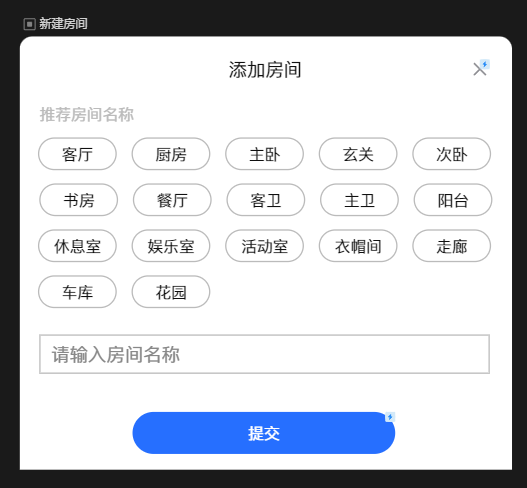 新建房间
添加房间
推荐房间名称
客厅 厨房 主卧 玄关 次卧
书房 餐厅 客卫 主卫 阳台
休息室 娱乐室 活动室 衣帽间 走廊
车库 花园
请输入房间名称
提交